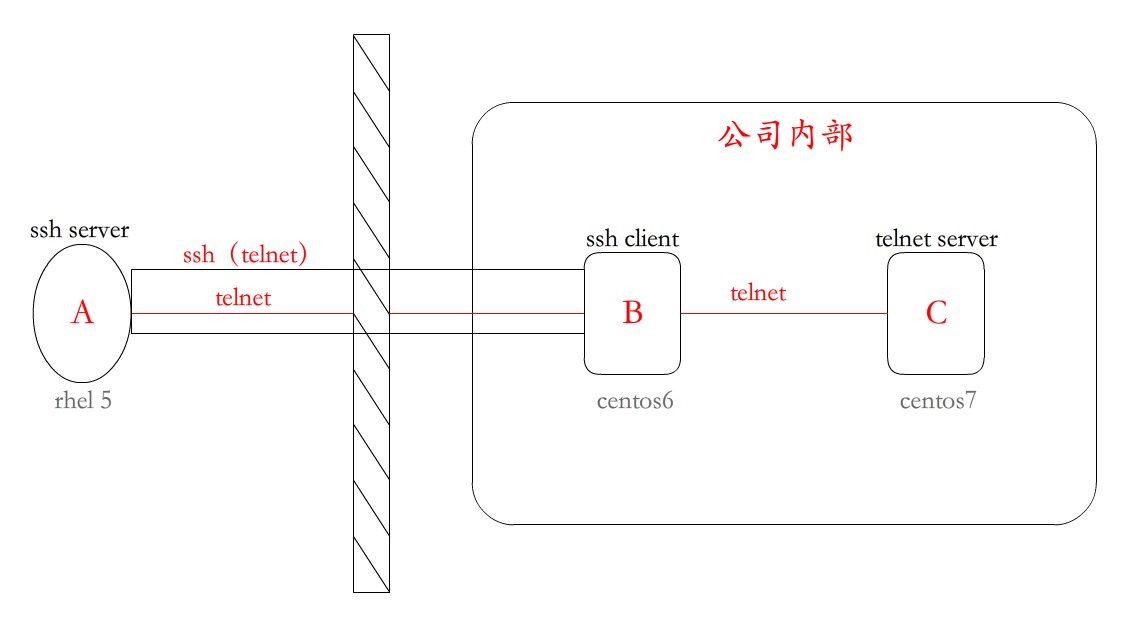 公司内部
ssh server
ssh client
telnet server
ssh（telnet）
telnet
telnet
A
B
C
rhel 5
centos6
centos7